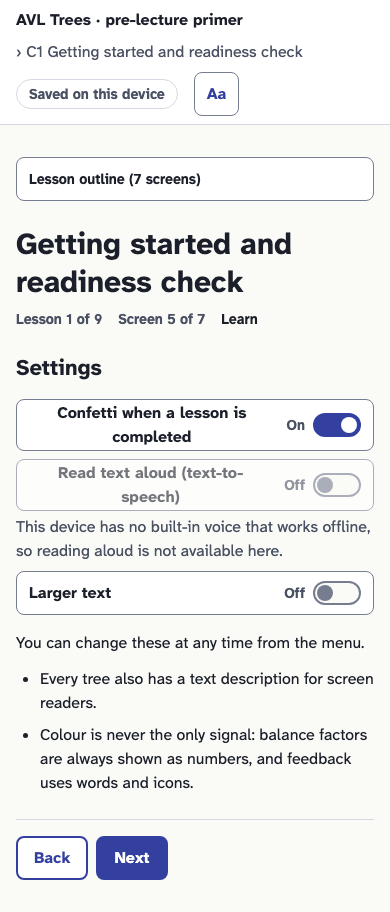 AVL Trees · pre-lecture primer
› C1 Getting started and readiness check
Saved on this device
Aa
Lesson outline (7 screens)
Getting started and
readiness check
Lesson 1 of 9 Screen 5 of 7 Learn
Settings
Confetti when a lesson is
completed
On
Read text aloud (text-to-
speech)
Off
This device has no built-in voice that works offline,
so reading aloud is not available here.
Larger text
Off
You can change these at any time from the menu.
• Every tree also has a text description for screen
readers.
• Colour is never the only signal: balance factors
are always shown as numbers, and feedback
uses words and icons.
Back
Next